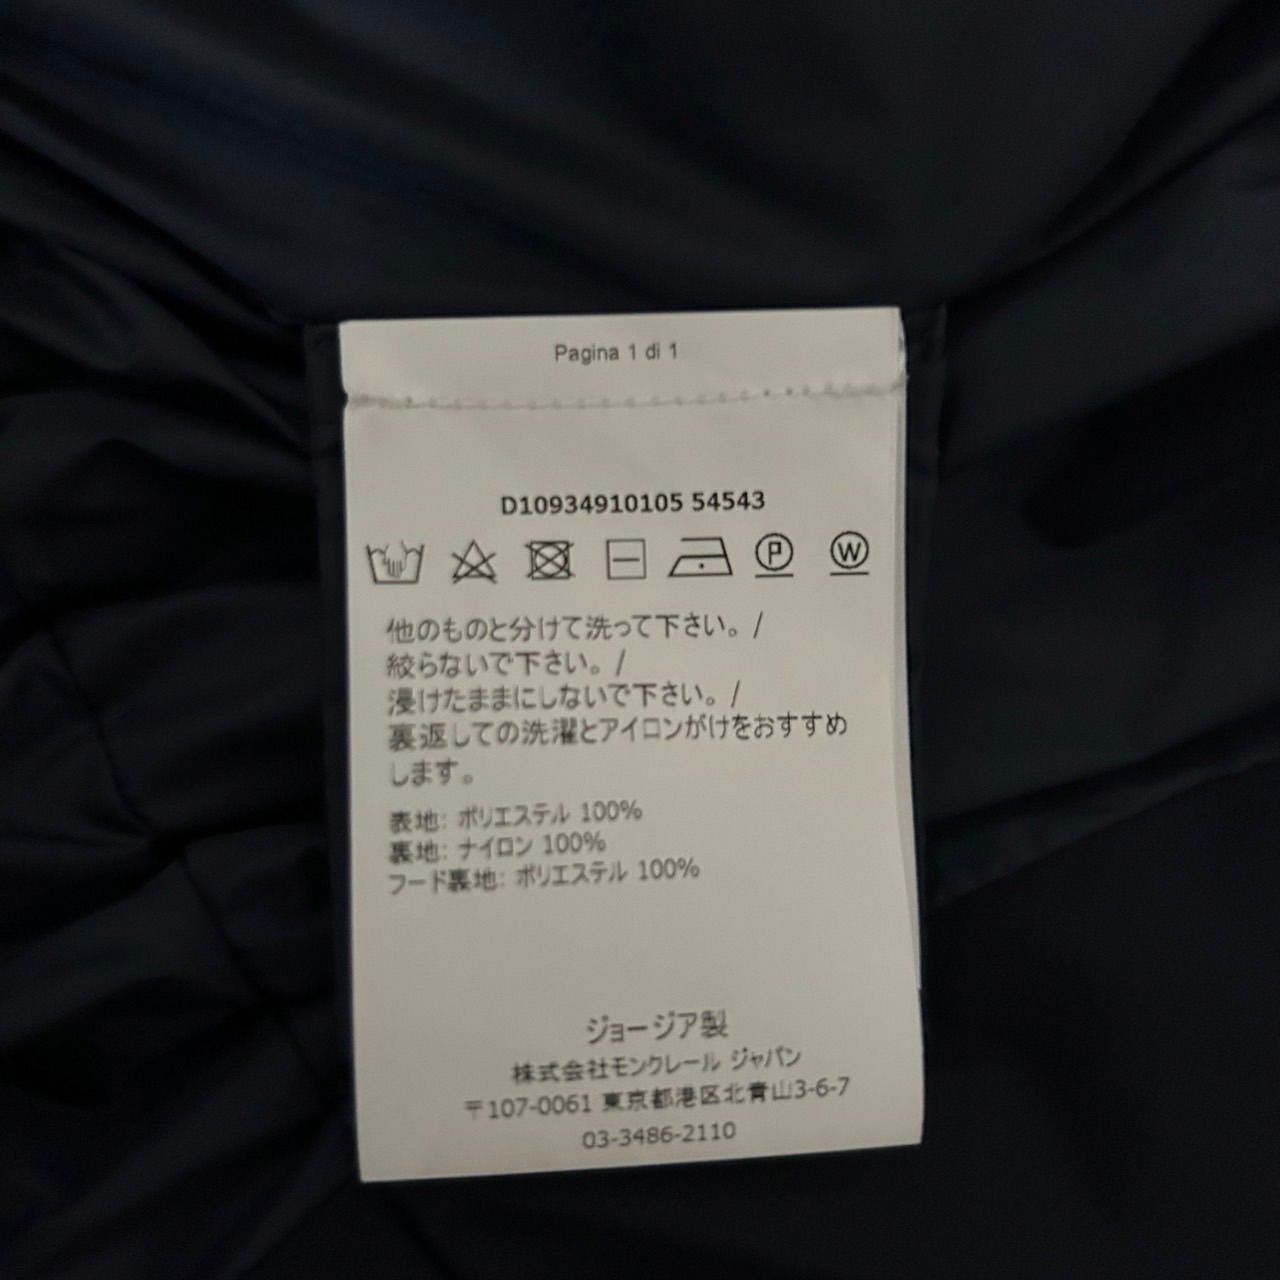 Pagina 1 di 1
D10934910105 54543
P W
他のものと分けて洗って下さい。/
絞らないで下さい。/
浸けたままにしないで下さい。/
裏返しての洗濯とアイロンがけをおすすめ
します。
表地: ポリエステル 100%
裏地: ナイロン 100%
フード裏地: ポリエステル 100%
ジョージア製
株式会社モンクレール ジャパン
〒107-0061 東京都港区北青山3-6-7
03-3486-2110